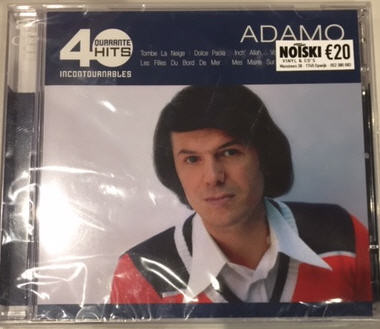 ADAMO
40
QUARANTE
HITS
INCONTOURNABLES
Tombe La Neige · Dolce Paola · Inch' Allah...
Les Filles Du Bord De Mer · Mes Mains Sur
NOISKI €20
VINYL & CD'S